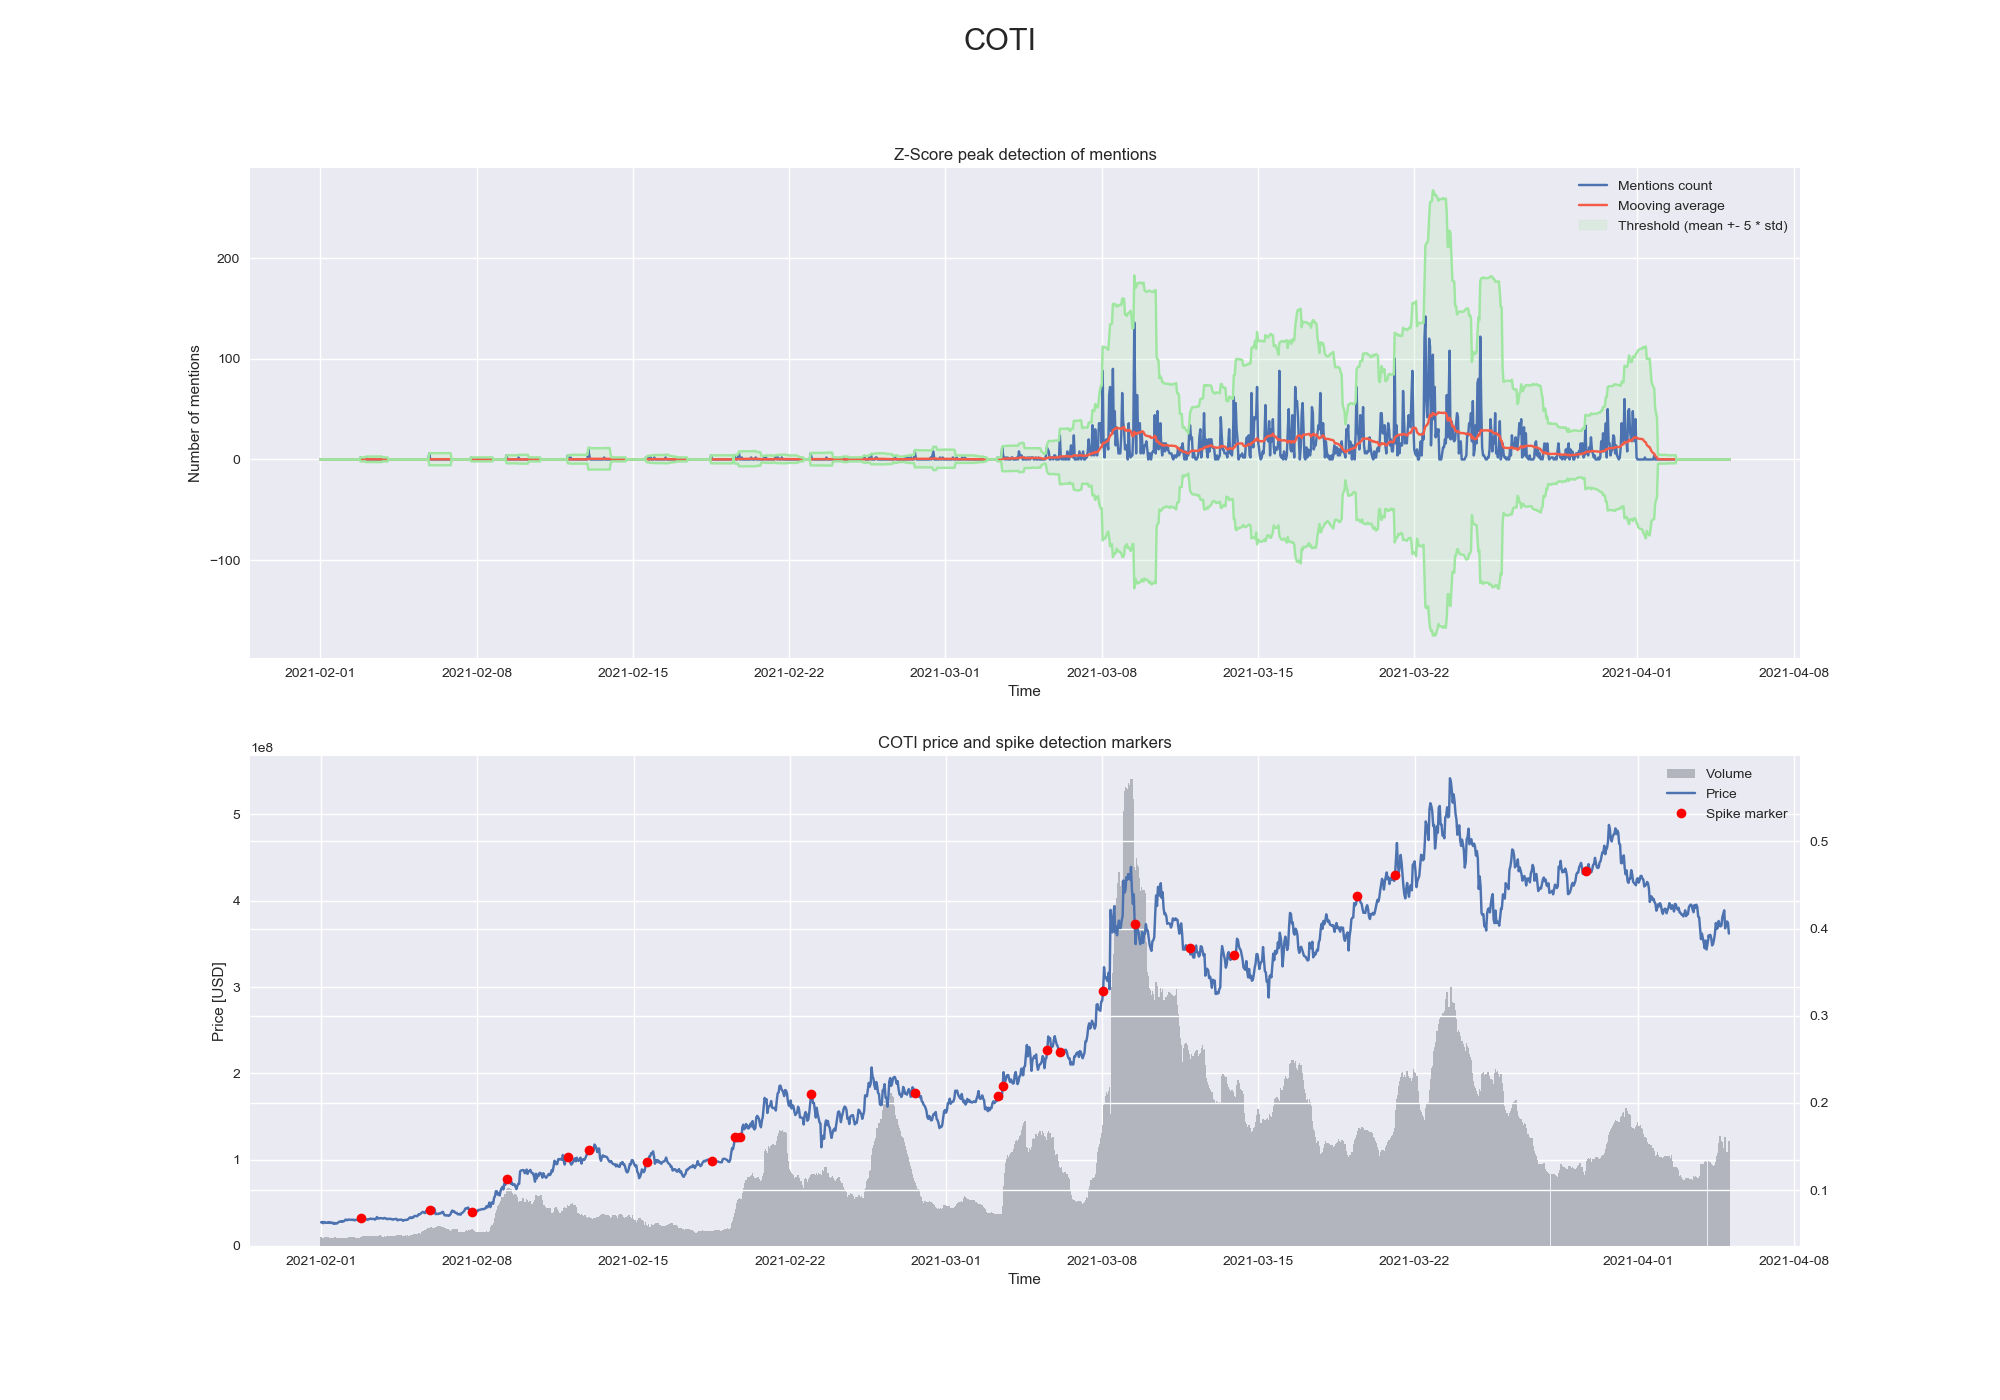 COTI
Z-Score peak detection of mentions
Mentions count
Mooving average
Threshold (mean +- 5 * std)
Number of mentions
200
100
0
−100
2021-02-01 2021-02-08 2021-02-15 2021-02-22 2021-03-01 2021-03-08 2021-03-15 2021-03-22 2021-04-01 2021-04-08
Time
COTI price and spike detection markers
1e8
Volume
Price
Spike marker
Price [USD]
5
4
3
2
1
0
0.5
0.4
0.3
0.2
0.1
2021-02-01 2021-02-08 2021-02-15 2021-02-22 2021-03-01 2021-03-08 2021-03-15 2021-03-22 2021-04-01 2021-04-08
Time